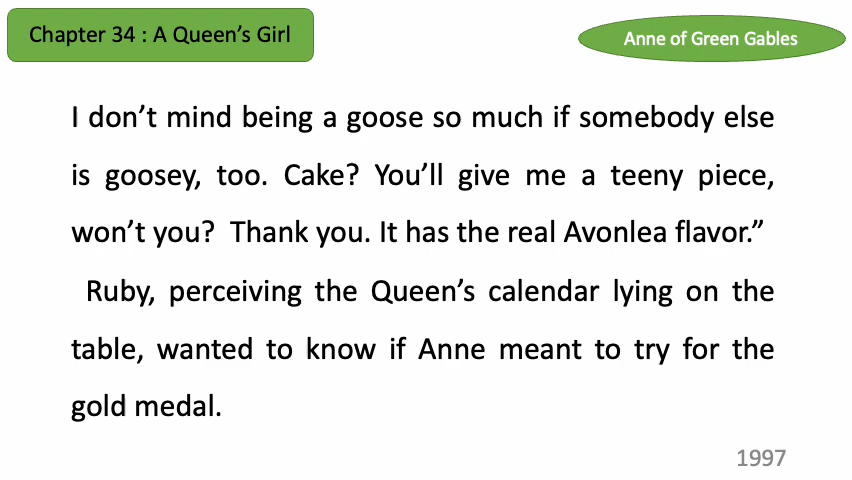 Chapter 34 : A Queen’s Girl
Anne of Green Gables
I don’t mind being a goose so much if somebody else
is goosey, too. Cake? You’ll give me a teeny piece,
won’t you?  Thank you. It has the real Avonlea flavor.”
Ruby, perceiving the Queen’s calendar lying on the
table, wanted to know if Anne meant to try for the
gold medal.
1997